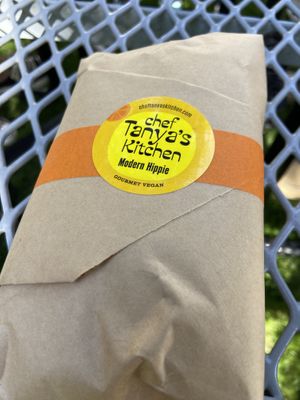 cheftanyaskitchen.com
chef
Tanya's
Kitchen
Modern Hippie
GOURMET VEGAN